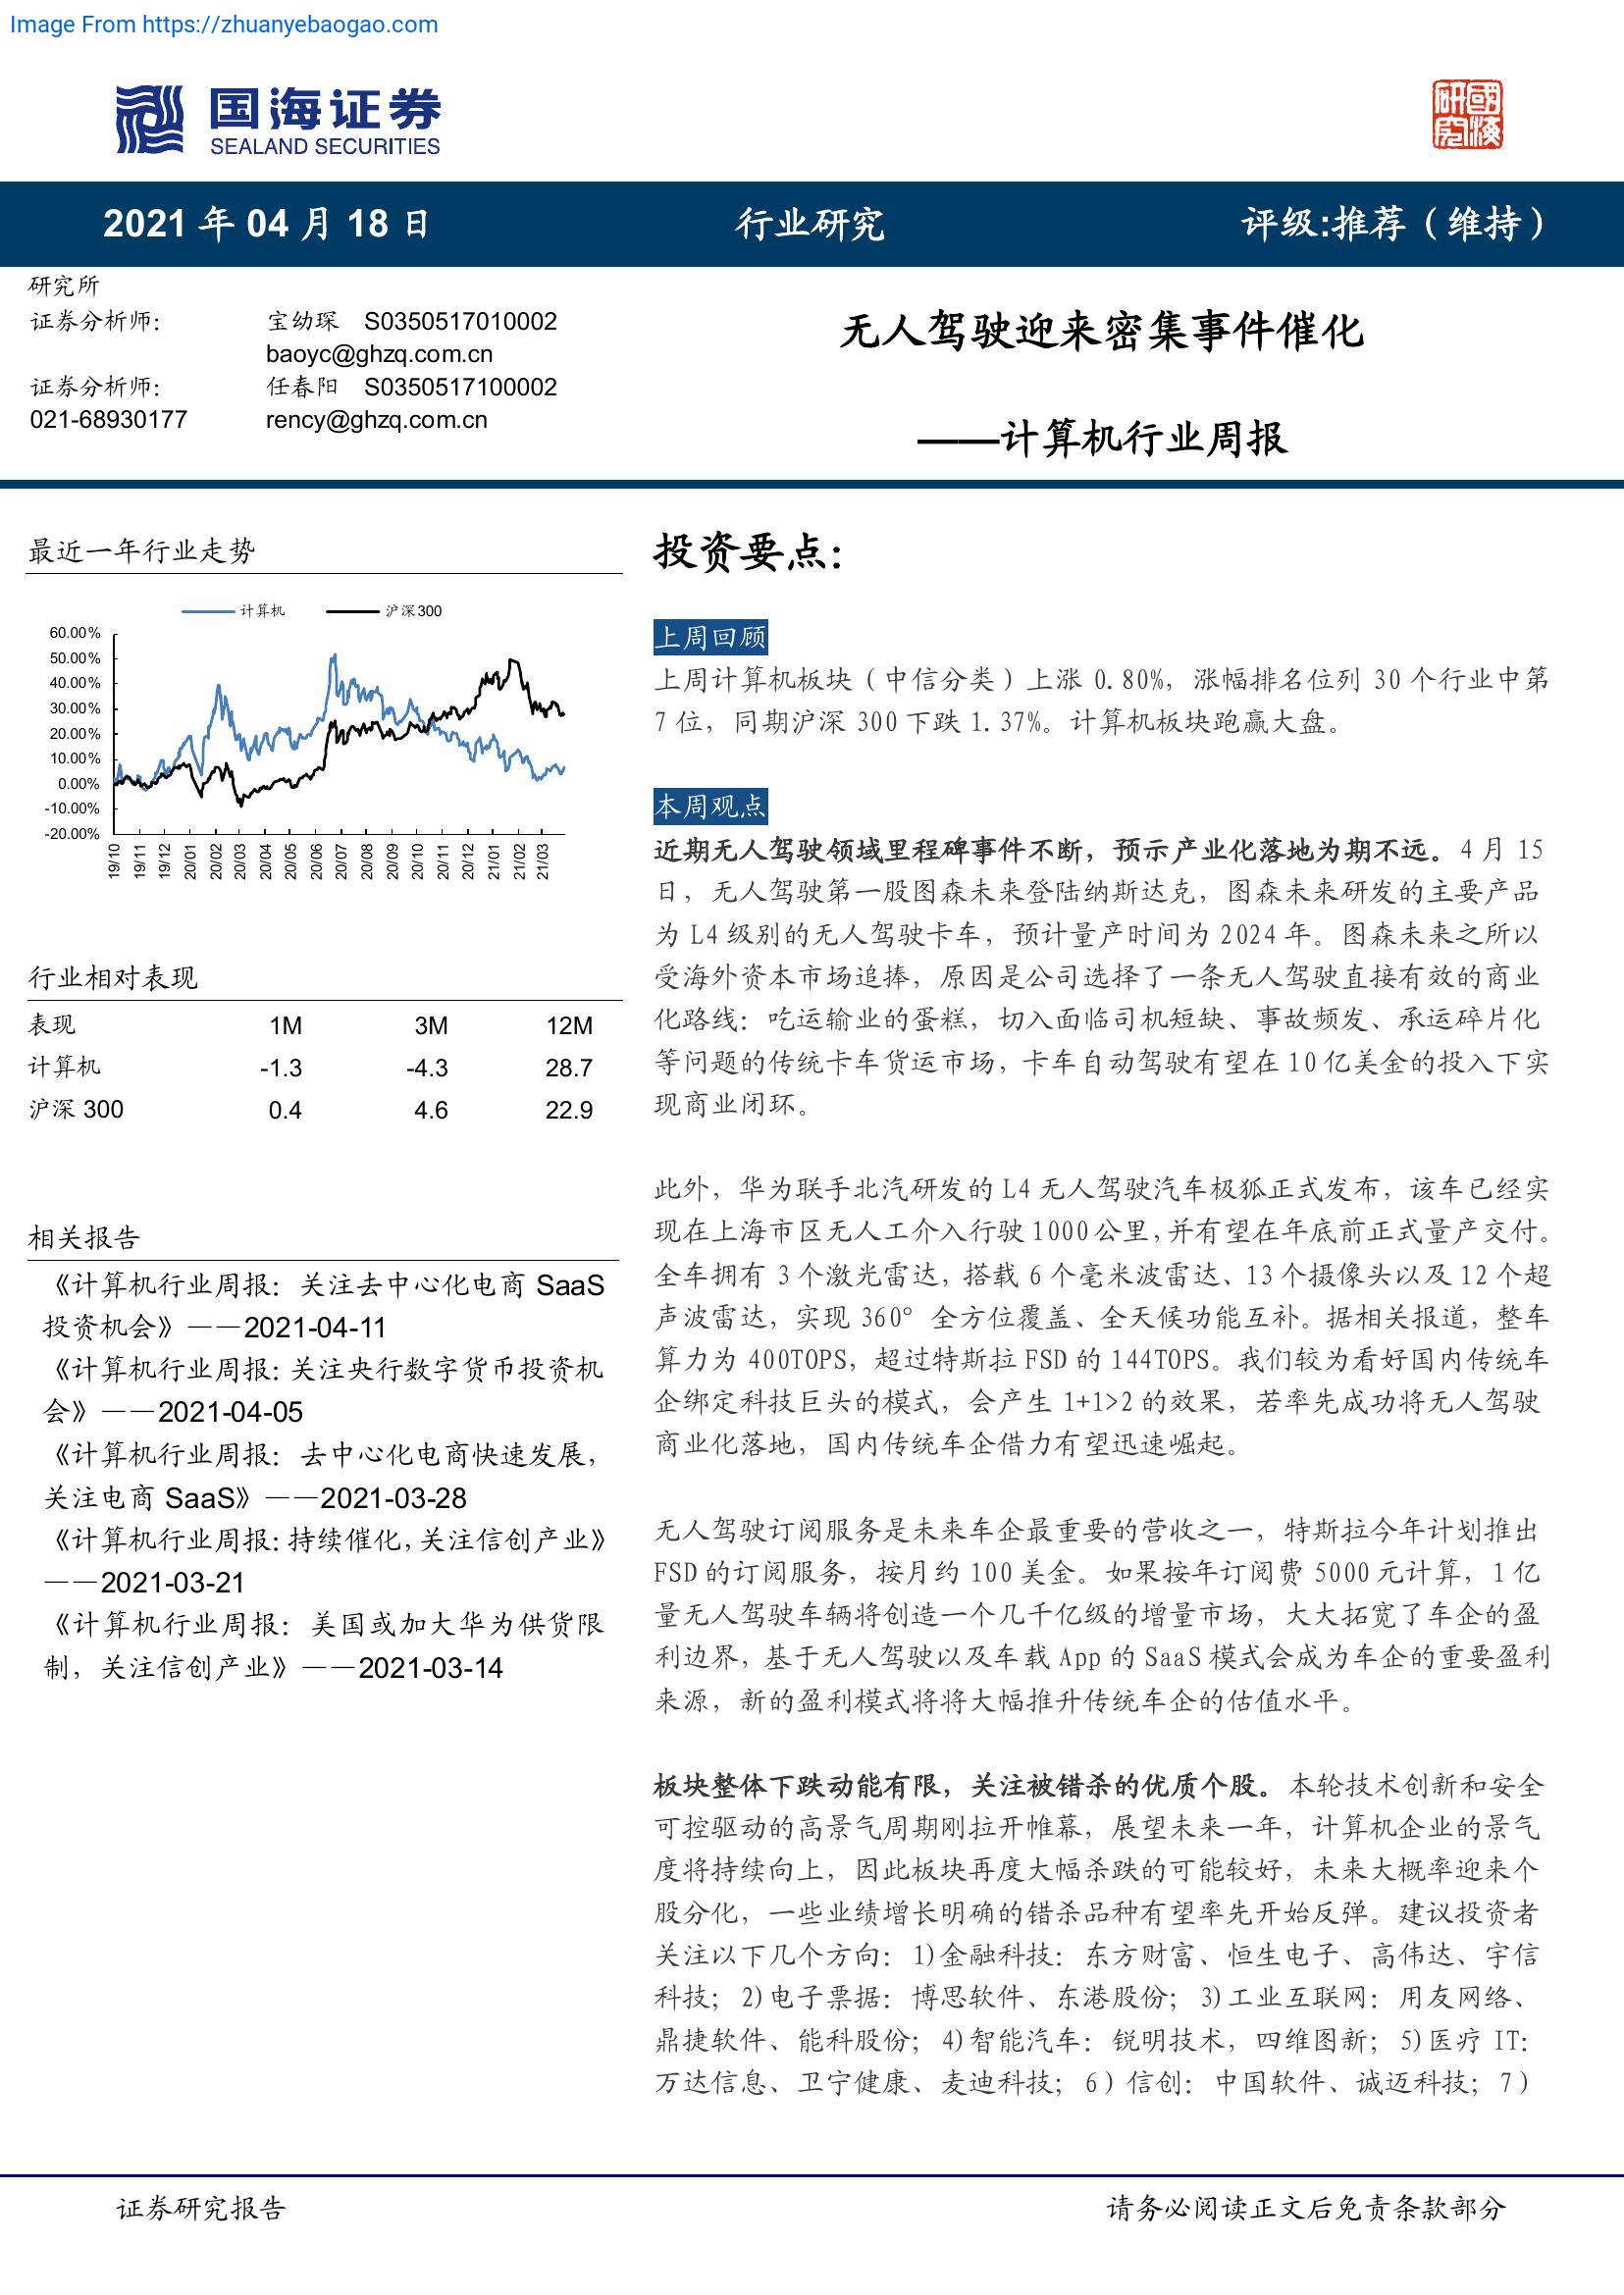 Image From https://zhuanyebaogao.com
国海证券
SEALAND SECURITIES
研究
國海
2021 年 04 月 18 日
行业研究
评级:推荐（维持）
研究所
证券分析师：
宝幼琛 S0350517010002
baoyc@ghzq.com.cn
证券分析师：
任春阳 S0350517100002
021-68930177
rency@ghzq.com.cn
无人驾驶迎来密集事件催化
——计算机行业周报
最近一年行业走势
计算机
沪深300
60.00%
50.00%
40.00%
30.00%
20.00%
10.00%
0.00%
-10.00%
-20.00%
19/10
19/11
19/12
20/01
20/02
20/03
20/04
20/05
20/06
20/07
20/08
20/09
20/10
20/11
20/12
21/01
21/02
21/03
行业相对表现
表现 1M 3M 12M
计算机 -1.3 -4.3 28.7
沪深 300 0.4 4.6 22.9
相关报告
《计算机行业周报：关注去中心化电商 SaaS
投资机会》——2021-04-11
《计算机行业周报：关注央行数字货币投资机
会》——2021-04-05
《计算机行业周报：去中心化电商快速发展，
关注电商 SaaS》——2021-03-28
《计算机行业周报：持续催化，关注信创产业》
——2021-03-21
《计算机行业周报：美国或加大华为供货限
制，关注信创产业》——2021-03-14
投资要点：
上周回顾
上周计算机板块（中信分类）上涨 0.80%，涨幅排名位列 30 个行业中第
7 位，同期沪深 300 下跌 1.37%。计算机板块跑赢大盘。
本周观点
近期无人驾驶领域里程碑事件不断，预示产业化落地为期不远。4 月 15
日，无人驾驶第一股图森未来登陆纳斯达克，图森未来研发的主要产品
为 L4 级别的无人驾驶卡车，预计量产时间为 2024 年。图森未来之所以
受海外资本市场追捧，原因是公司选择了一条无人驾驶直接有效的商业
化路线：吃运输业的蛋糕，切入面临司机短缺、事故频发、承运碎片化
等问题的传统卡车货运市场，卡车自动驾驶有望在 10 亿美金的投入下实
现商业闭环。
此外，华为联手北汽研发的 L4 无人驾驶汽车极狐正式发布，该车已经实
现在上海市区无人工介入行驶 1000 公里，并有望在年底前正式量产交付。
全车拥有 3 个激光雷达，搭载 6 个毫米波雷达、13 个摄像头以及 12 个超
声波雷达，实现 360° 全方位覆盖、全天候功能互补。据相关报道，整车
算力为 400TOPS，超过特斯拉 FSD 的 144TOPS。我们较为看好国内传统车
企绑定科技巨头的模式，会产生 1+1>2 的效果，若率先成功将无人驾驶
商业化落地，国内传统车企借力有望迅速崛起。
无人驾驶订阅服务是未来车企最重要的营收之一，特斯拉今年计划推出
FSD 的订阅服务，按月约 100 美金。如果按年订阅费 5000 元计算，1 亿
量无人驾驶车辆将创造一个几千亿级的增量市场，大大拓宽了车企的盈
利边界，基于无人驾驶以及车载 App 的 SaaS 模式会成为车企的重要盈利
来源，新的盈利模式将将大幅推升传统车企的估值水平。
板块整体下跌动能有限，关注被错杀的优质个股。本轮技术创新和安全
可控驱动的高景气周期刚拉开帷幕，展望未来一年，计算机企业的景气
度将持续向上，因此板块再度大幅杀跌的可能较好，未来大概率迎来个
股分化，一些业绩增长明确的错杀品种有望率先开始反弹。建议投资者
关注以下几个方向：1)金融科技：东方财富、恒生电子、高伟达、宇信
科技；2)电子票据：博思软件、东港股份；3)工业互联网：用友网络、
鼎捷软件、能科股份；4)智能汽车：锐明技术，四维图新；5)医疗 IT：
万达信息、卫宁健康、麦迪科技；6）信创：中国软件、诚迈科技；7）
证券研究报告
请务必阅读正文后免责条款部分